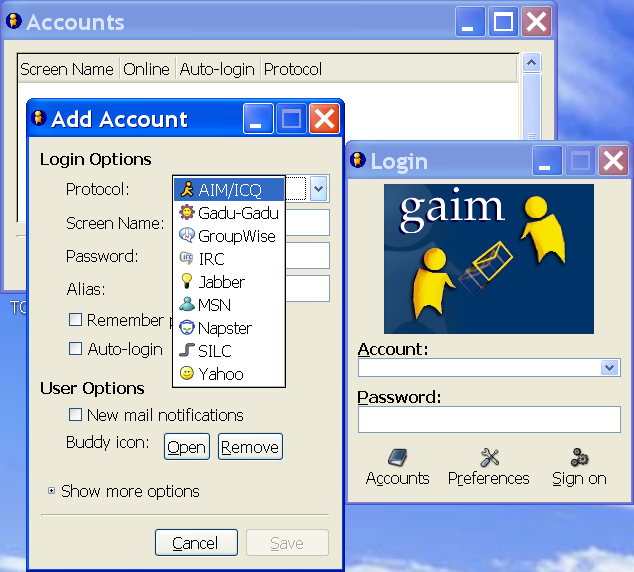 Accounts
Screen Name Online Auto-login Protocol
Add Account
Login Options
Protocol:
AIM/ICQ
Gadu-Gadu
Screen Name:
GroupWise
Password:
IRC
Jabber
Alias:
MSN
Remember
Napster
Auto-login
SILC
Yahoo
User Options
New mail notifications
Buddy icon: Open Remove
Show more options
Cancel Save
Login
gaim
Account:
Password:
Accounts Preferences Sign on